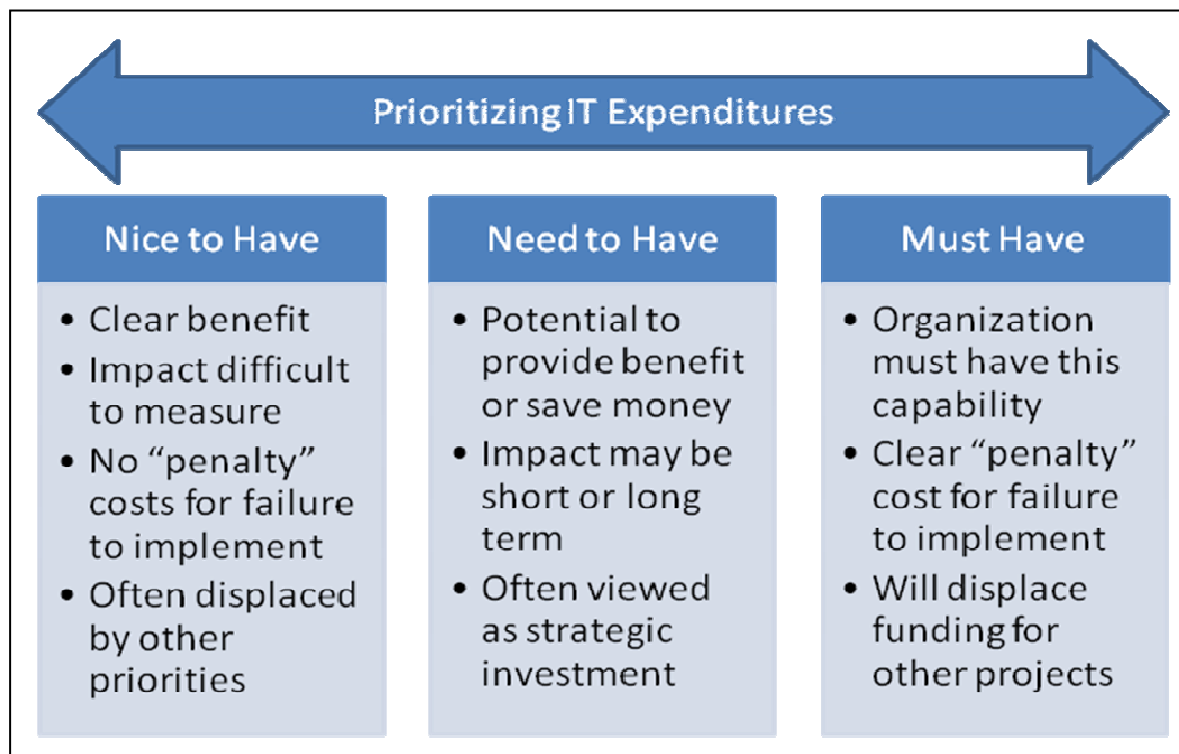 Prioritizing IT Expenditures
Nice to Have
• Clear benefit
• Impact difficult
to measure
• No “penalty”
costs for failure
to implement
• Often displaced
by other
priorities
Need to Have
• Potential to
provide benefit
or save money
• Impact may be
short or long
term
• Often viewed
as strategic
investment
Must Have
• Organization
must have this
capability
• Clear “penalty”
cost for failure
to implement
• Will displace
funding for
other projects